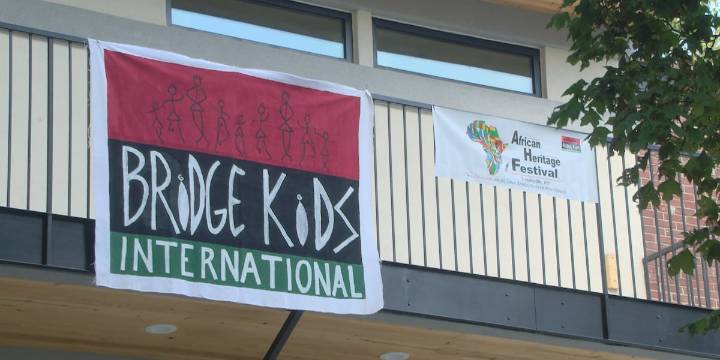 BRIDGE KIDS
INTERNATIONAL
African
Heritage
Festival